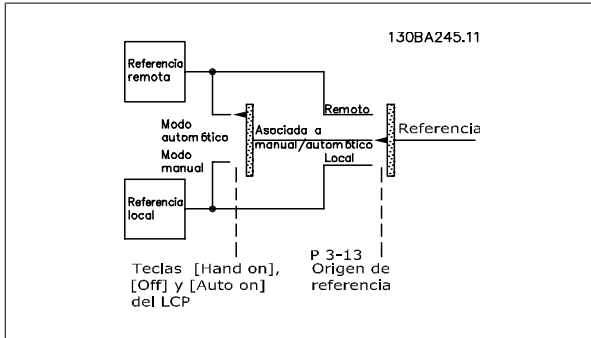 130BA245.11
Referencia
remota
Remoto
Modo
automático
Asociada a
manual/automático
Referencia
Modo
manual
Local
Referencia
local
P 3-13
Teclas [Hand on],
[Off] y [Auto on]
del LCP
Origen de
referencia